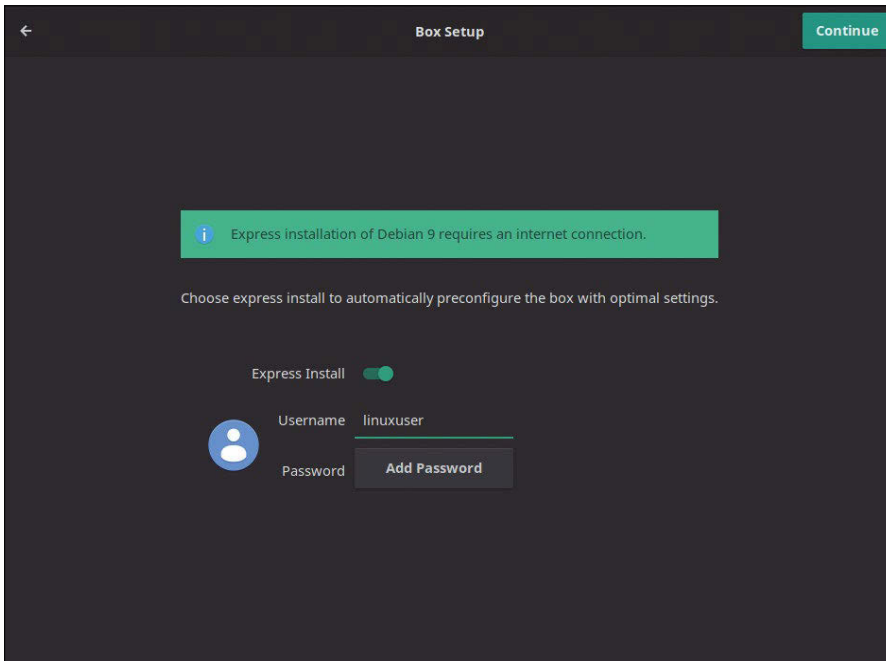 Box Setup
Continue
Express installation of Debian 9 requires an internet connection.
Choose express install to automatically preconfigure the box with optimal settings.
Express Install
Username linuxuser
Password Add Password